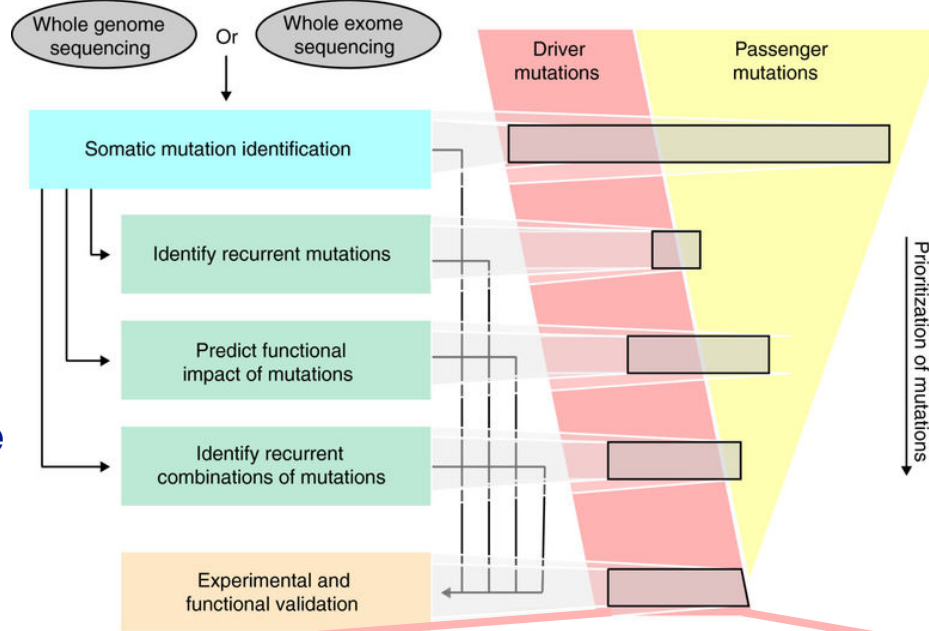 Whole genome
sequencing
Or
Whole exome
sequencing
Driver
mutations
Passenger
mutations
Somatic mutation identification
Identify recurrent mutations
Predict functional
impact of mutations
Identify recurrent
combinations of mutations
Experimental and
functional validation
Prioritization of mutations
e